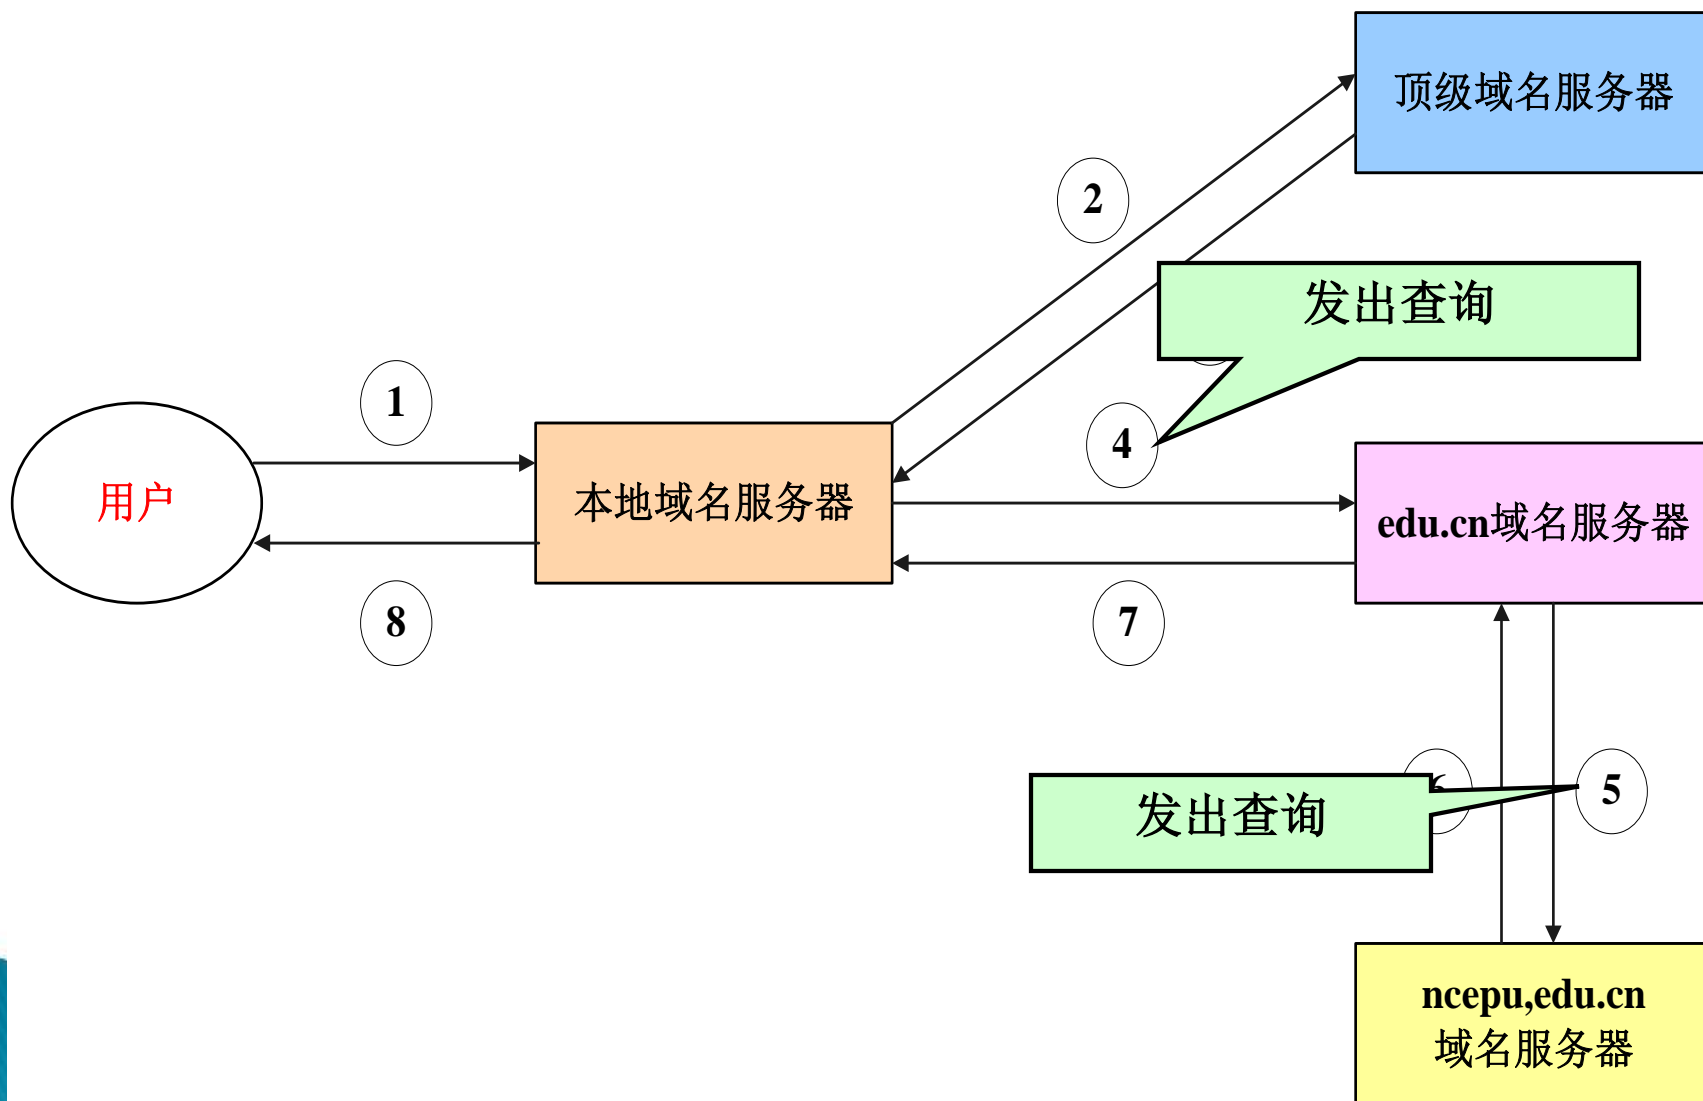 顶级域名服务器
2
发出查询
1
4
用户
本地域名服务器
edu.cn域名服务器
8
7
5
发出查询
ncepu,edu.cn
域名服务器